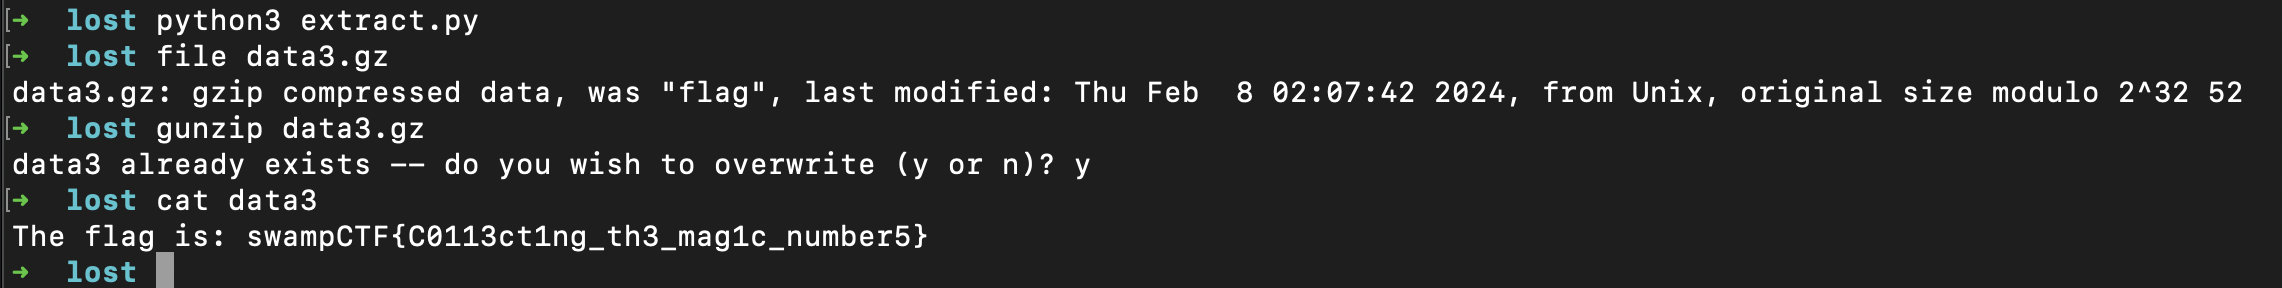 [→ lost python3 extract.py
[→ lost file data3.gz
data3.gz: gzip compressed data, was "flag", last modified: Thu Feb  8 02:07:42 2024, from Unix, original size modulo 2^32 52
[→ lost gunzip data3.gz
data3 already exists -- do you wish to overwrite (y or n)? y
[→ lost cat data3
The flag is: swampCTF{C0113ct1ng_th3_mag1c_number5}
→ lost